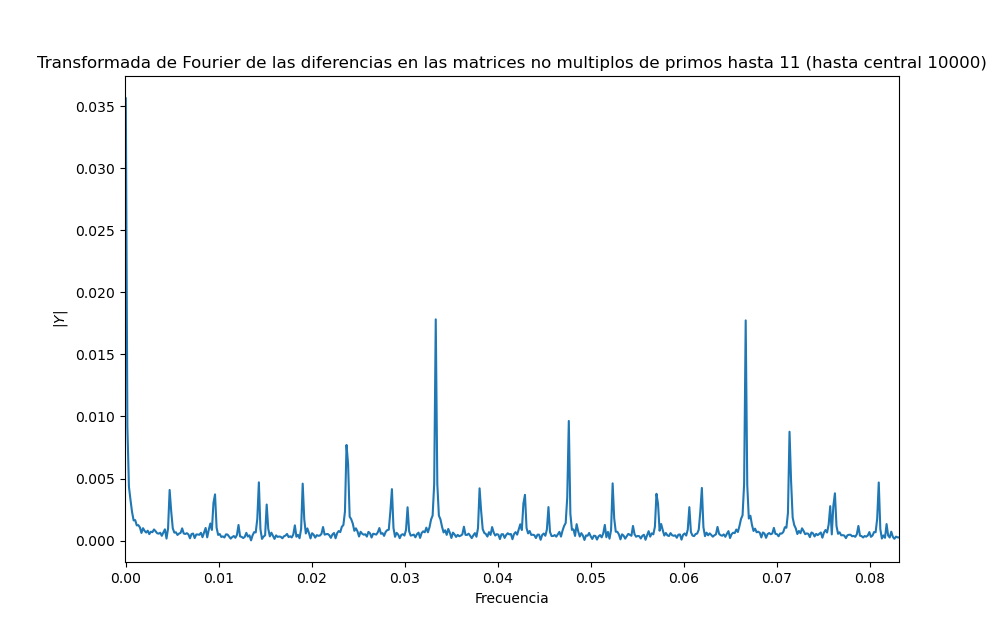 Transformada de Fourier de las diferencias en las matrices no multiplos de primos hasta 11 (hasta central 10000)
0.035
0.030
0.025
0.020
0.015
0.010
0.005
0.000
|Y|
0.00 0.01 0.02 0.03 0.04 0.05 0.06 0.07 0.08
Frecuencia